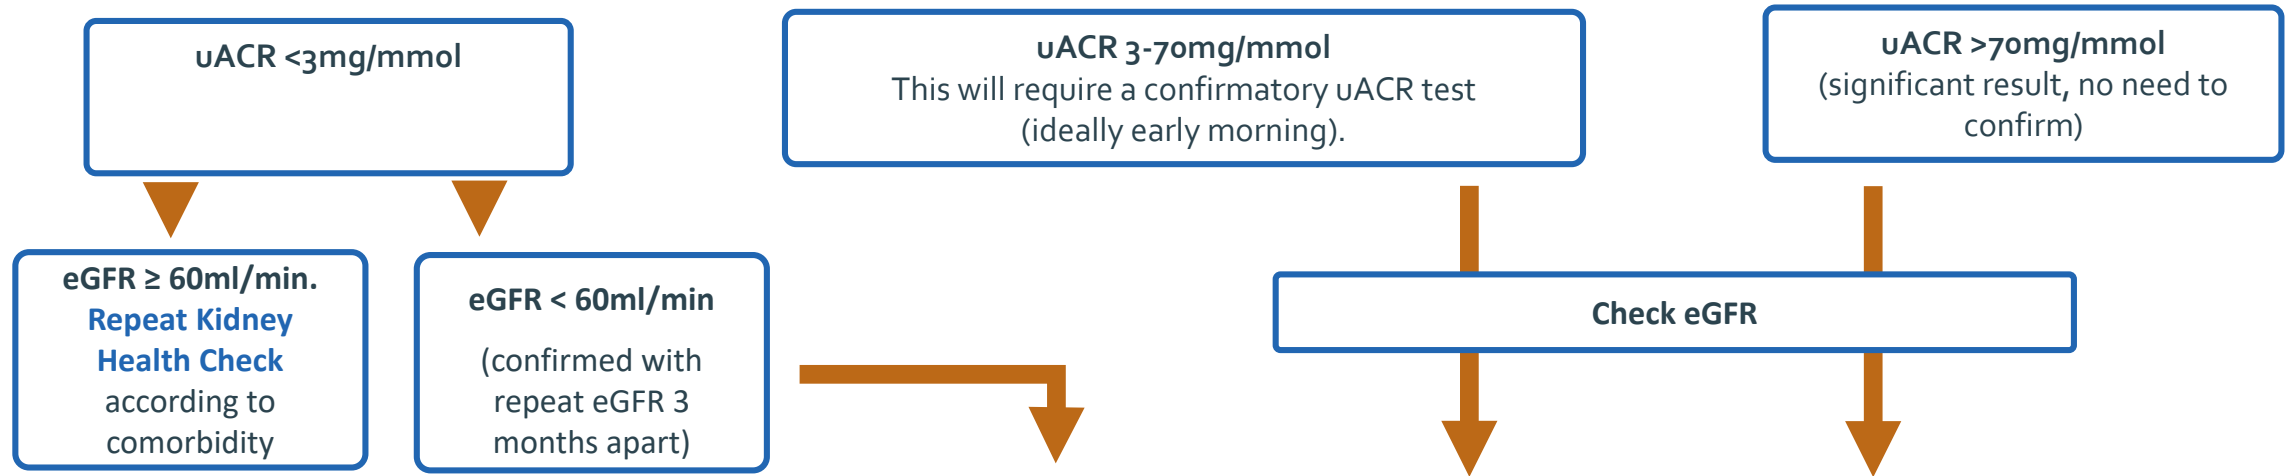 uACR <3mg/mmol
uACR 3-70mg/mmol
This will require a confirmatory uACR test
(ideally early morning).
uACR >70mg/mmol
(significant result, no need to
confirm)
eGFR ≥ 60ml/min.
Repeat Kidney
Health Check
according to
comorbidity
eGFR < 60ml/min
(confirmed with
repeat eGFR 3
months apart)
Check eGFR